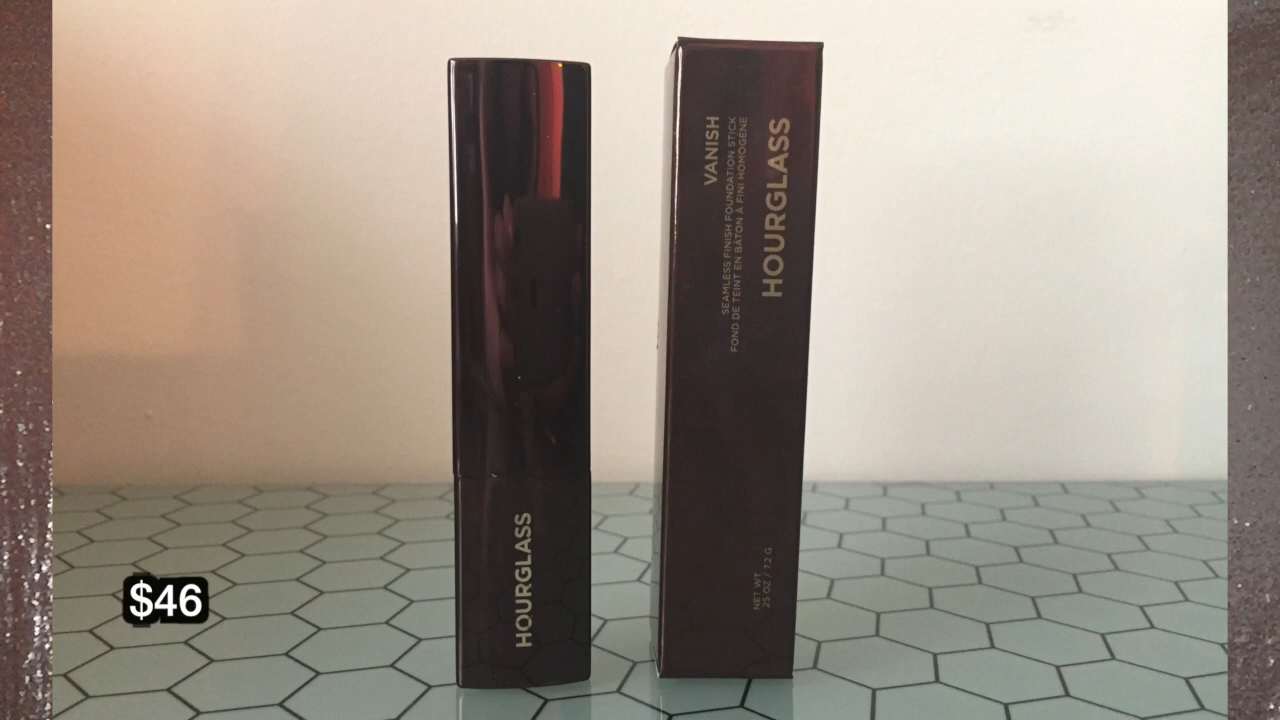 HOURGLASS
VANISH
SEAMLESS FINISH FOUNDATION STICK
FOND DE TEINT EN BÂTON À FINI HOMOGÈNE
HOURGLASS
NET WT.
.25 OZ / 7.2 G
$46